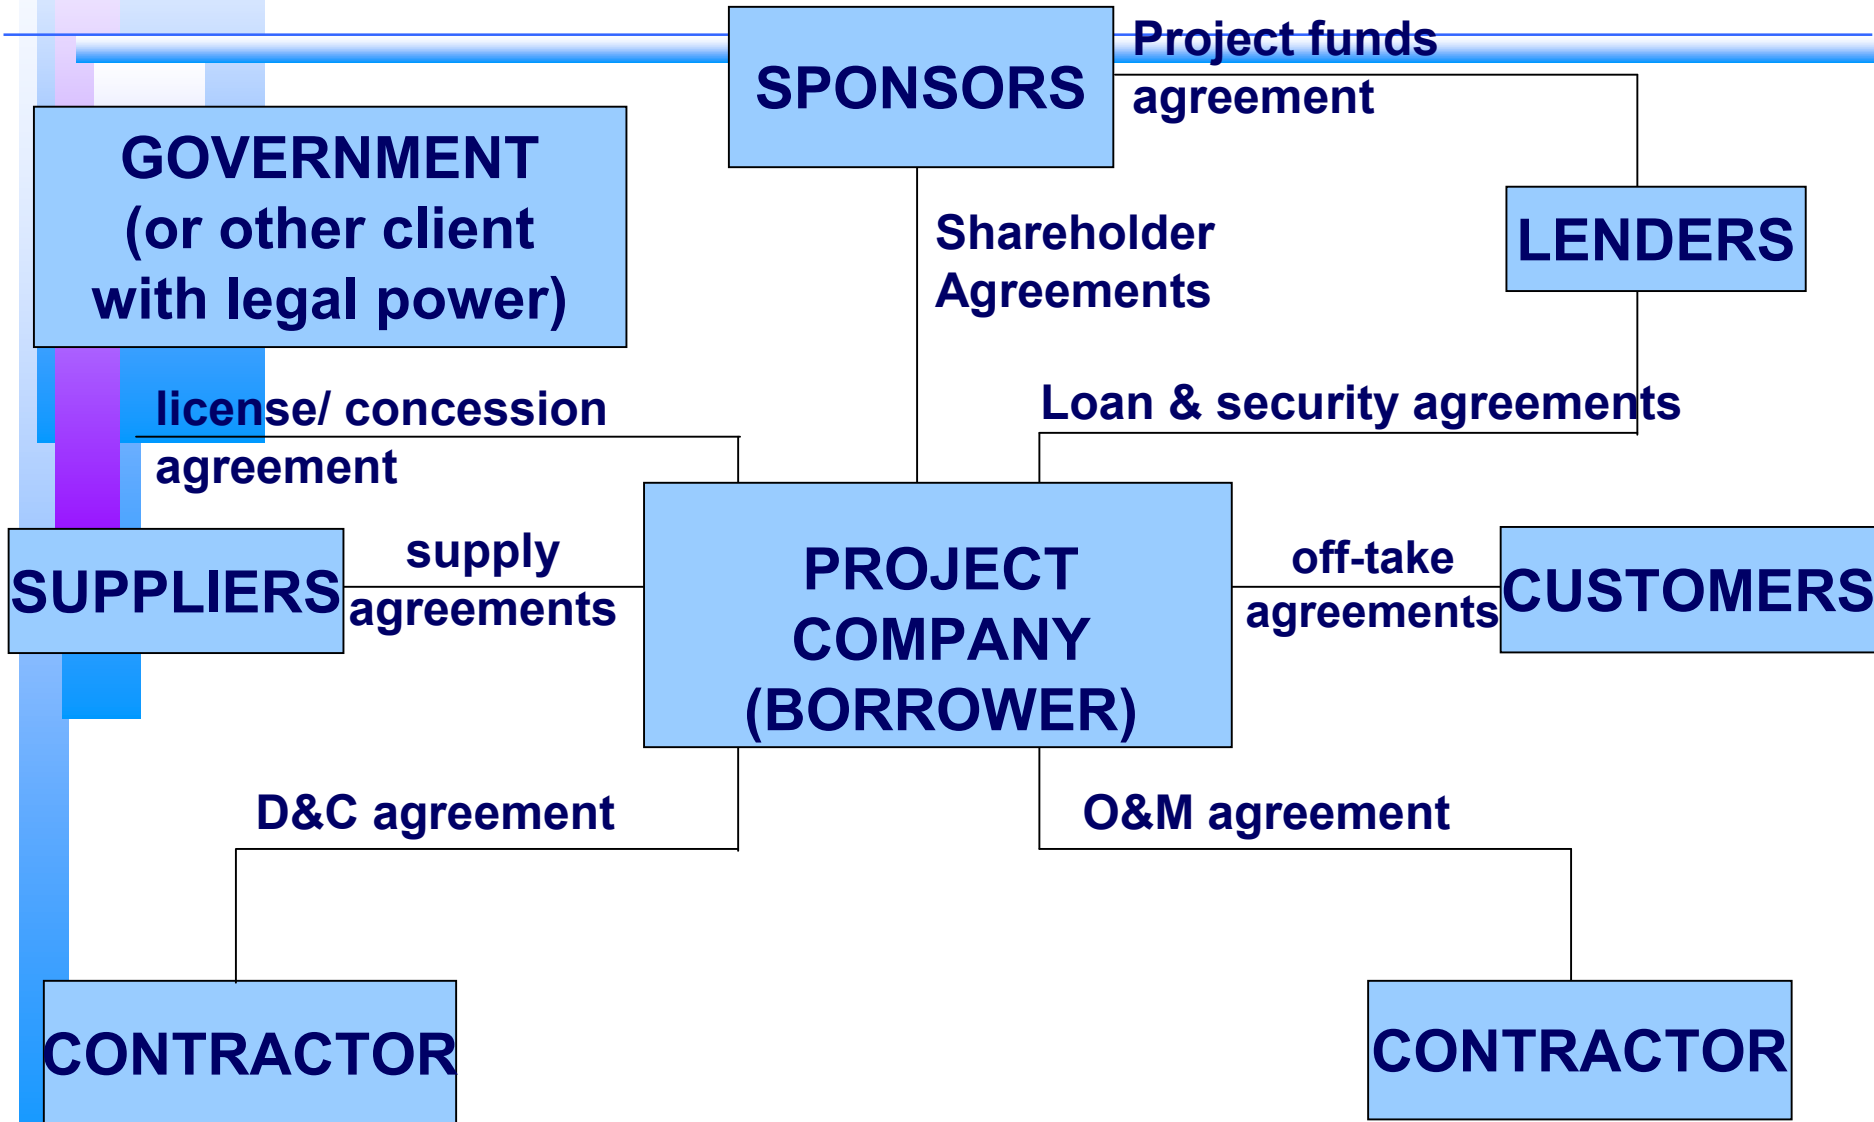 SPONSORS
Project funds
agreement
GOVERNMENT
(or other client
with legal power)
Shareholder
Agreements
LENDERS
license/ concession
agreement
Loan & security agreements
SUPPLIERS
supply
agreements
PROJECT
COMPANY
(BORROWER)
off-take
agreements
CUSTOMERS
D&C agreement
O&M agreement
CONTRACTOR
CONTRACTOR